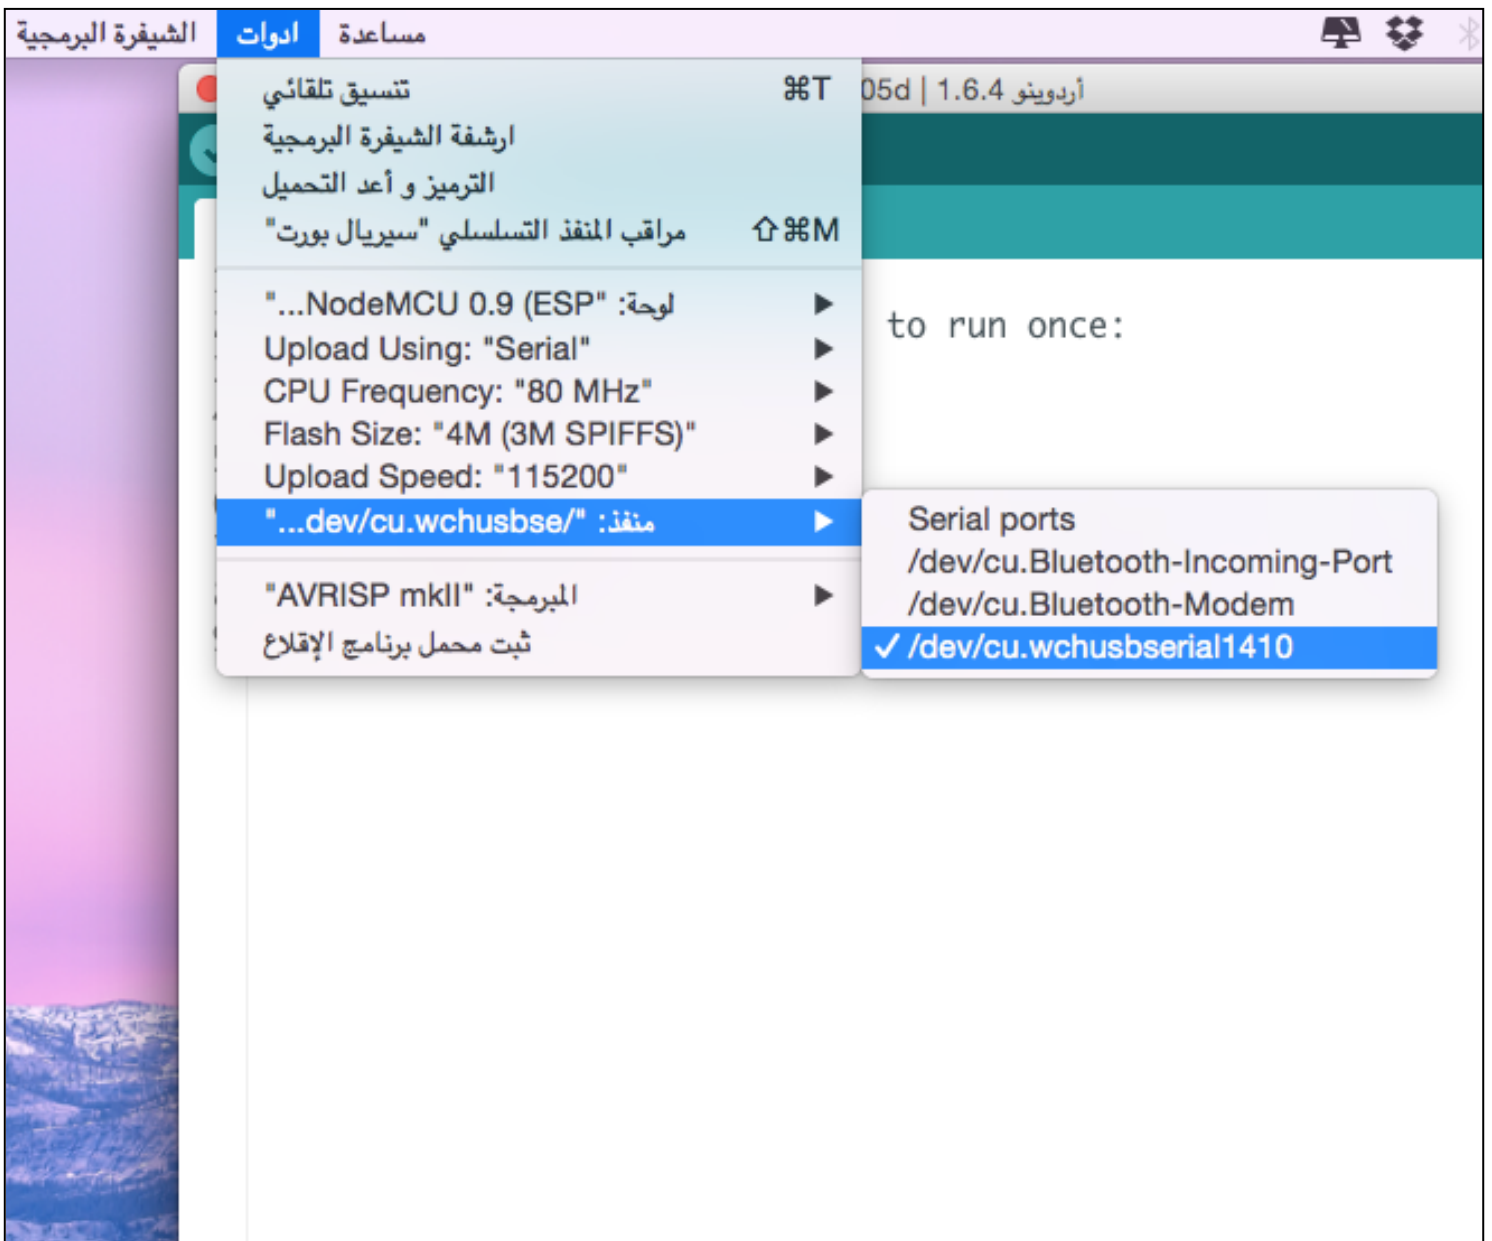 الشيفرة البرمجية ادوات مساعدة
05d | أردوينو 1.6.4
تنسيق تلقائي ⌘T
ارشفة الشيفرة البرمجية
الترميز و أعد التحميل
مراقب المنفذ التسلسلي "سيريال بورت" ⇧⌘M
لوحة: "NodeMCU 0.9 (ESP..."
to run once:
Upload Using: "Serial"
CPU Frequency: "80 MHz"
Flash Size: "4M (3M SPIFFS)"
Upload Speed: "115200"
منفذ: "/dev/cu.wchusbse..."
Serial ports
/dev/cu.Bluetooth-Incoming-Port
/dev/cu.Bluetooth-Modem
✓ /dev/cu.wchusbserial1410
المبرمجة: "AVRISP mkII"
ثبت محمل برنامج الإقلاع